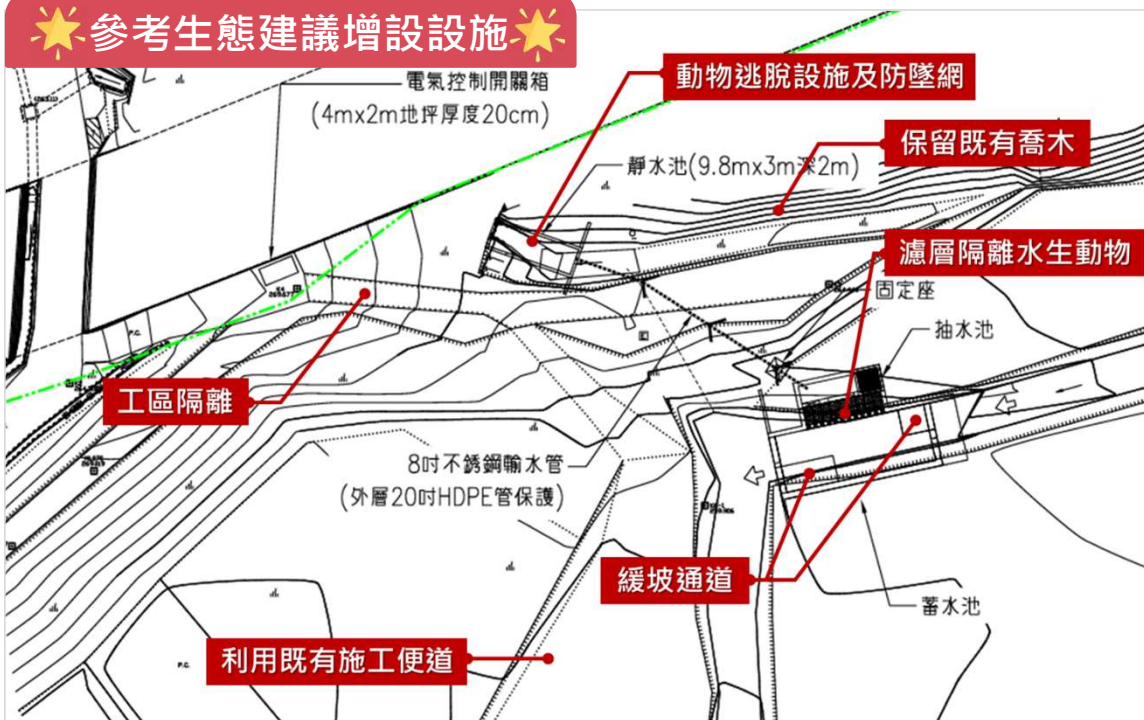 參考生態建議增設設施
電氣控制開關箱
(4mx2m地坪厚度20cm)
動物逃脫設施及防墜網
保留既有喬木
靜水池(9.8mx3m深2m)
濾層隔離水生動物
固定座
抽水池
工區隔離
8吋不銹鋼輸水管
(外層20吋HDPE管保護)
緩坡通道
蓄水池
利用既有施工便道
P.C.